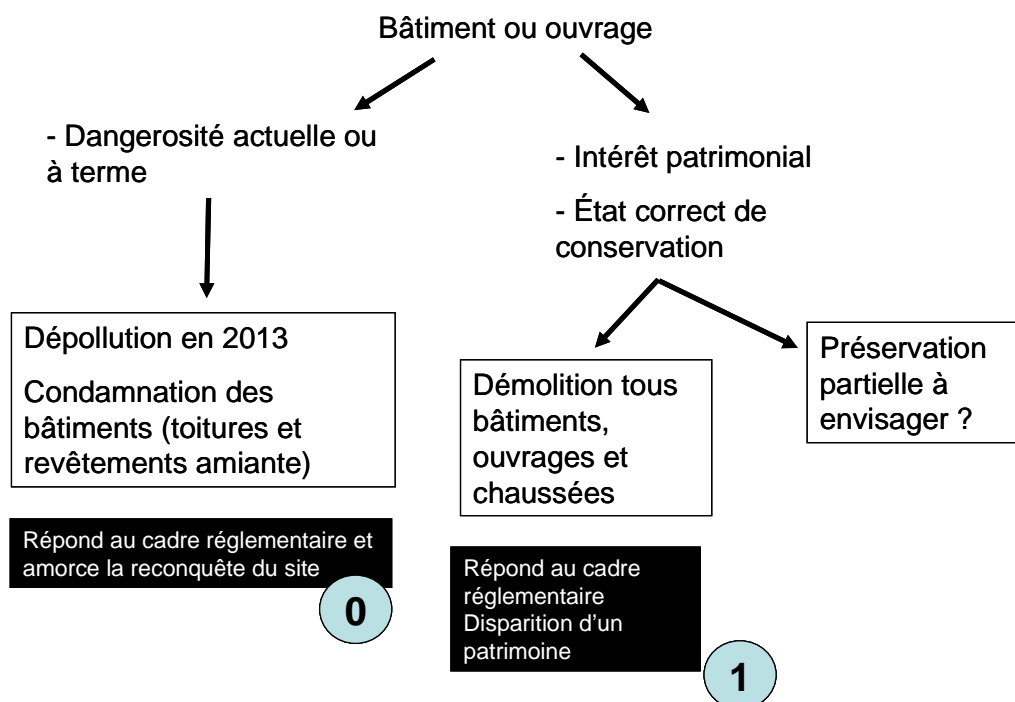 Bâtiment ou ouvrage
- Dangerosité actuelle ou
à terme
- Intérêt patrimonial
- État correct de
conservation
Dépollution en 2013
Condamnation des
bâtiments (toitures et
revêtements amiante)
Démolition tous
bâtiments,
ouvrages et
chaussées
Préservation
partielle à
envisager ?
Répond au cadre réglementaire et
amorce la reconquête du site
0
Répond au cadre
réglementaire
Disparition d'un
patrimoine
1